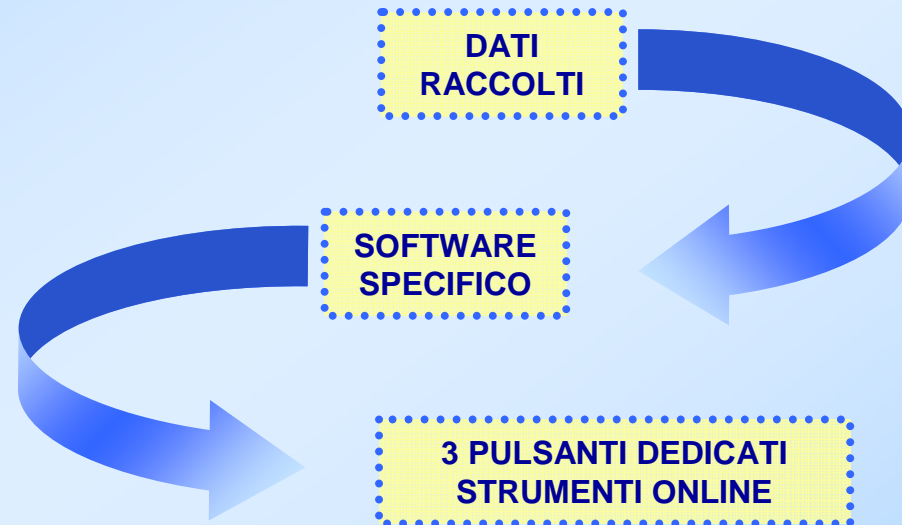 DATI
RACCOLTI
SOFTWARE
SPECIFICO
3 PULSANTI DEDICATI
STRUMENTI ONLINE